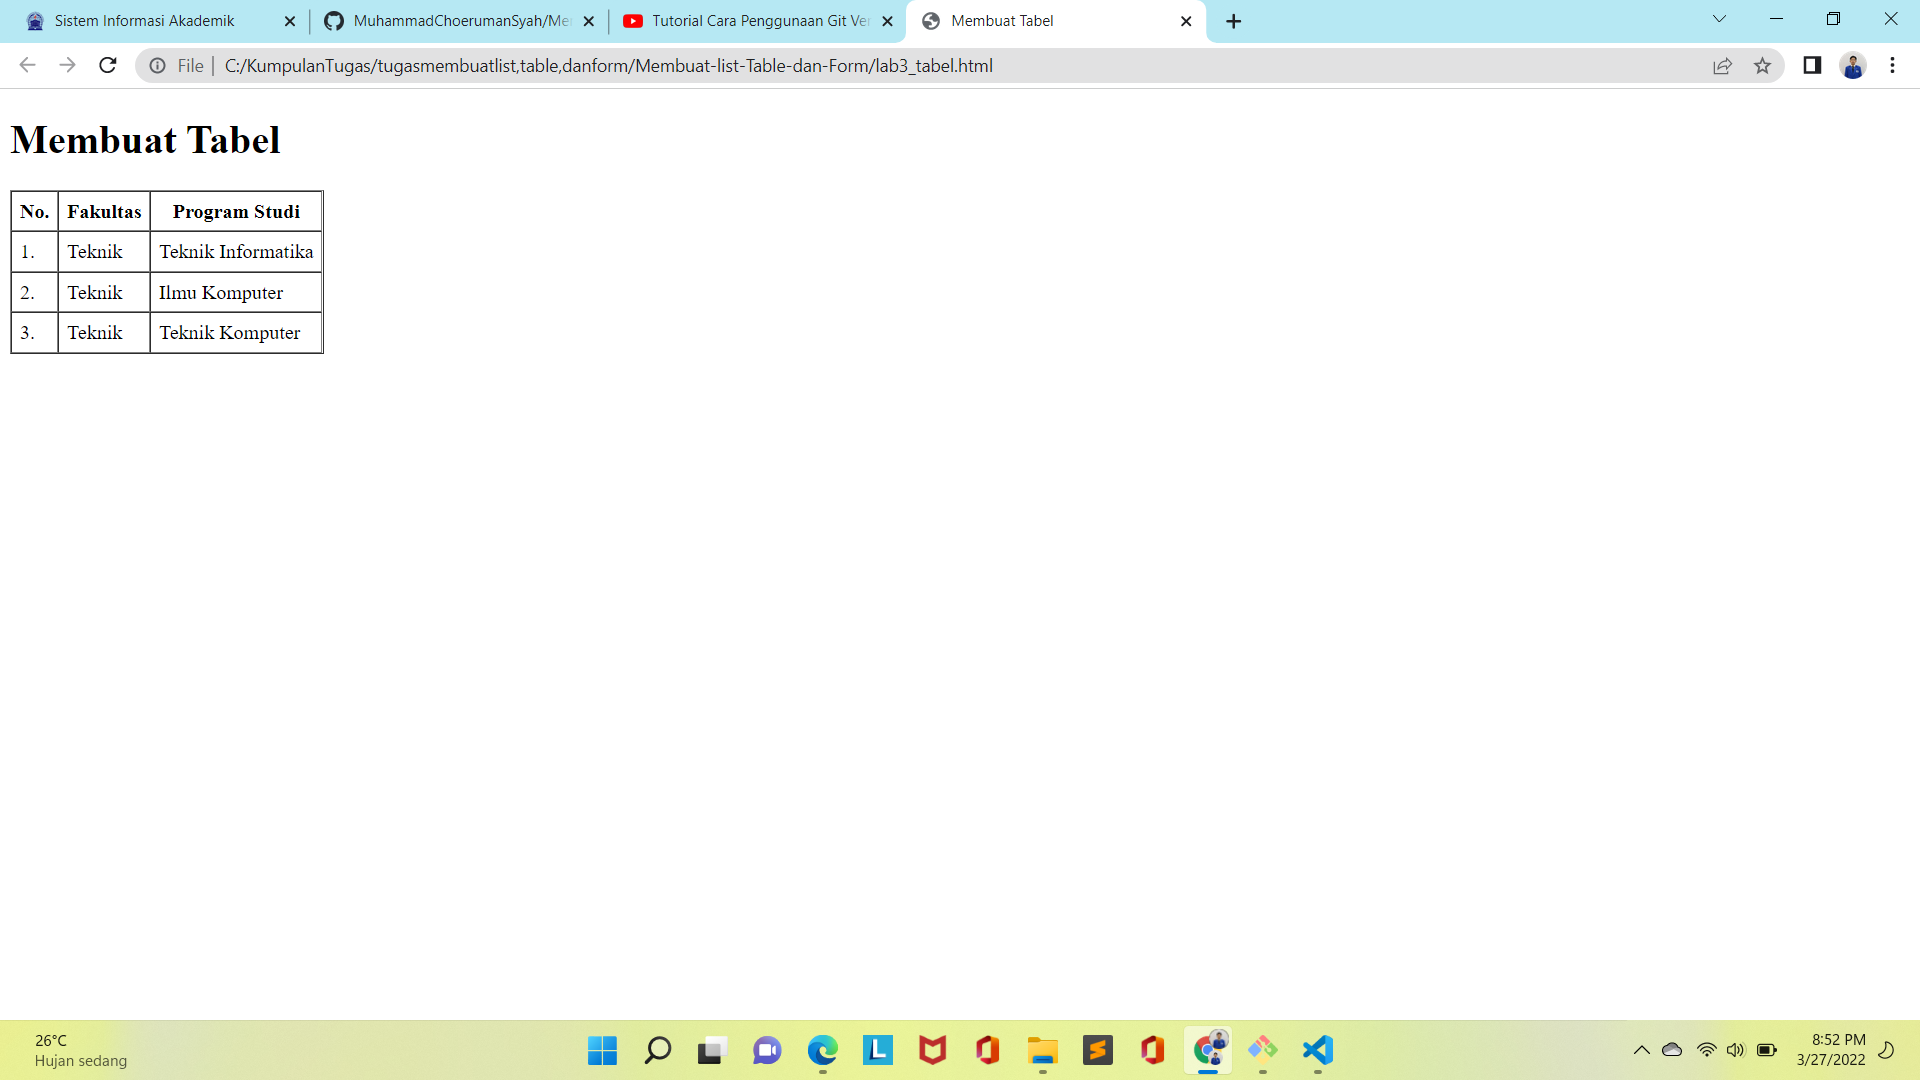 Sistem Informasi Akademik
MuhammadChoerumanSyah/Me
Tutorial Cara Penggunaan Git Ver
Membuat Tabel
File | C:/KumpulanTugas/tugasmembuatlist,table,danform/Membuat-list-Table-dan-Form/lab3_tabel.html
Membuat Tabel
No. Fakultas Program Studi
1. Teknik Teknik Informatika
2. Teknik Ilmu Komputer
3. Teknik Teknik Komputer
26°C
Hujan sedang
8:52 PM
3/27/2022